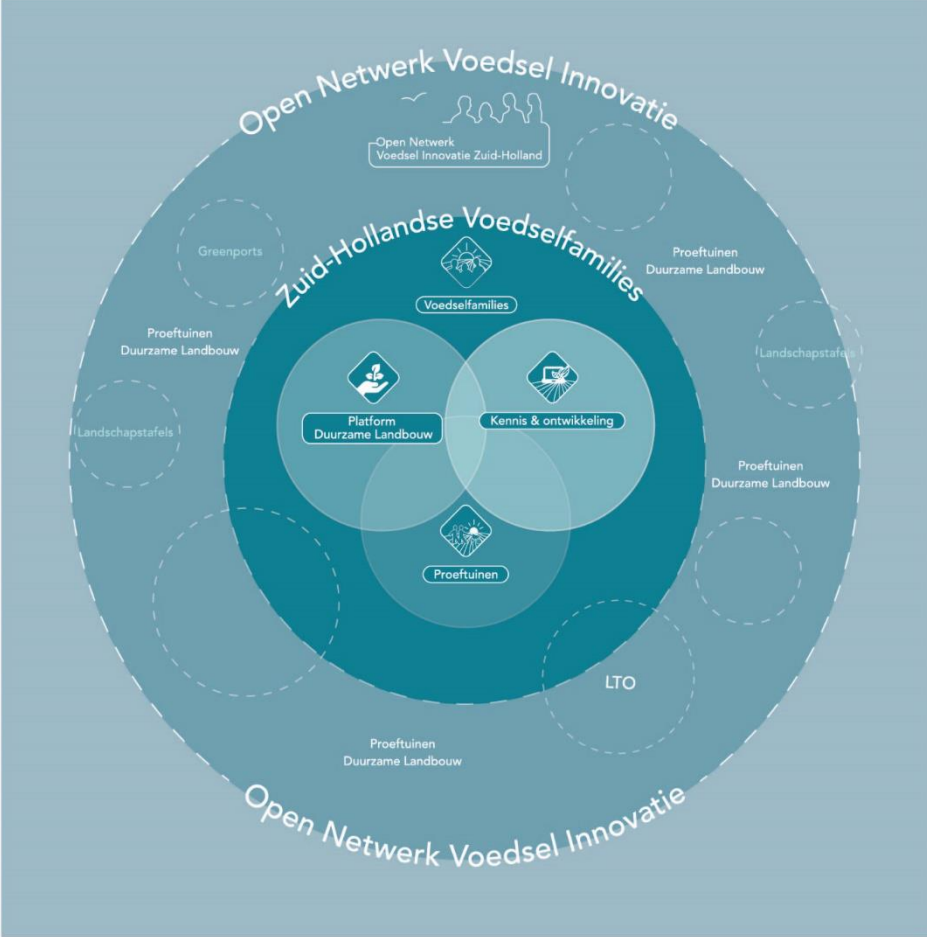 Open Netwerk Voedsel Innovatie
Open Netwerk
Voedsel Innovatie Zuid-Holland
Zuid-Hollandse Voedselfamilies
Greenports
Proeftuinen
Duurzame Landbouw
Voedselfamilies
Proeftuinen
Duurzame Landbouw
Landschapstafels
Platform
Duurzame Landbouw
Kennis & ontwikkeling
Landschapstafels
Proeftuinen
Duurzame Landbouw
Proeftuinen
LTO
Proeftuinen
Duurzame Landbouw
Open Netwerk Voedsel Innovatie